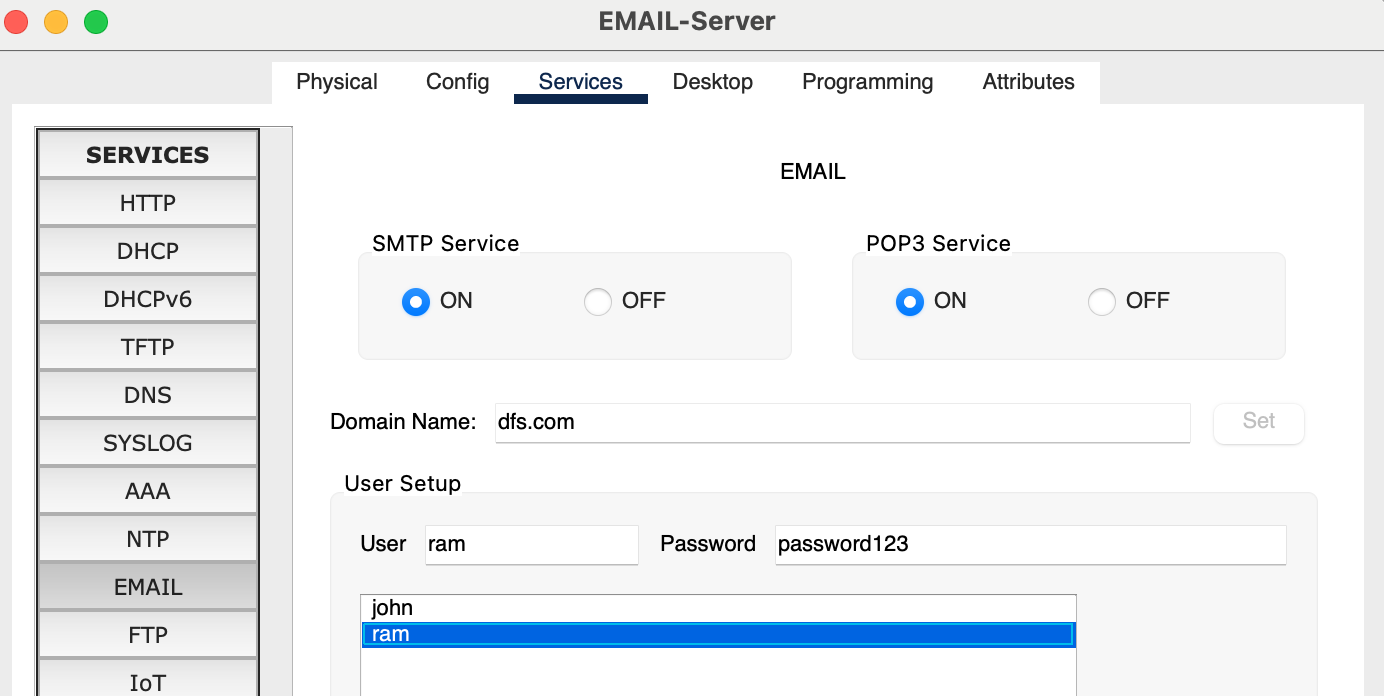 EMAIL-Server
Physical Config Services Desktop Programming Attributes
SERVICES
HTTP
DHCP
DHCPv6
TFTP
DNS
SYSLOG
AAA
NTP
EMAIL
FTP
IoT
EMAIL
SMTP Service
ON OFF
POP3 Service
ON OFF
Domain Name: dfs.com Set
User Setup
User ram Password password123
john
ram